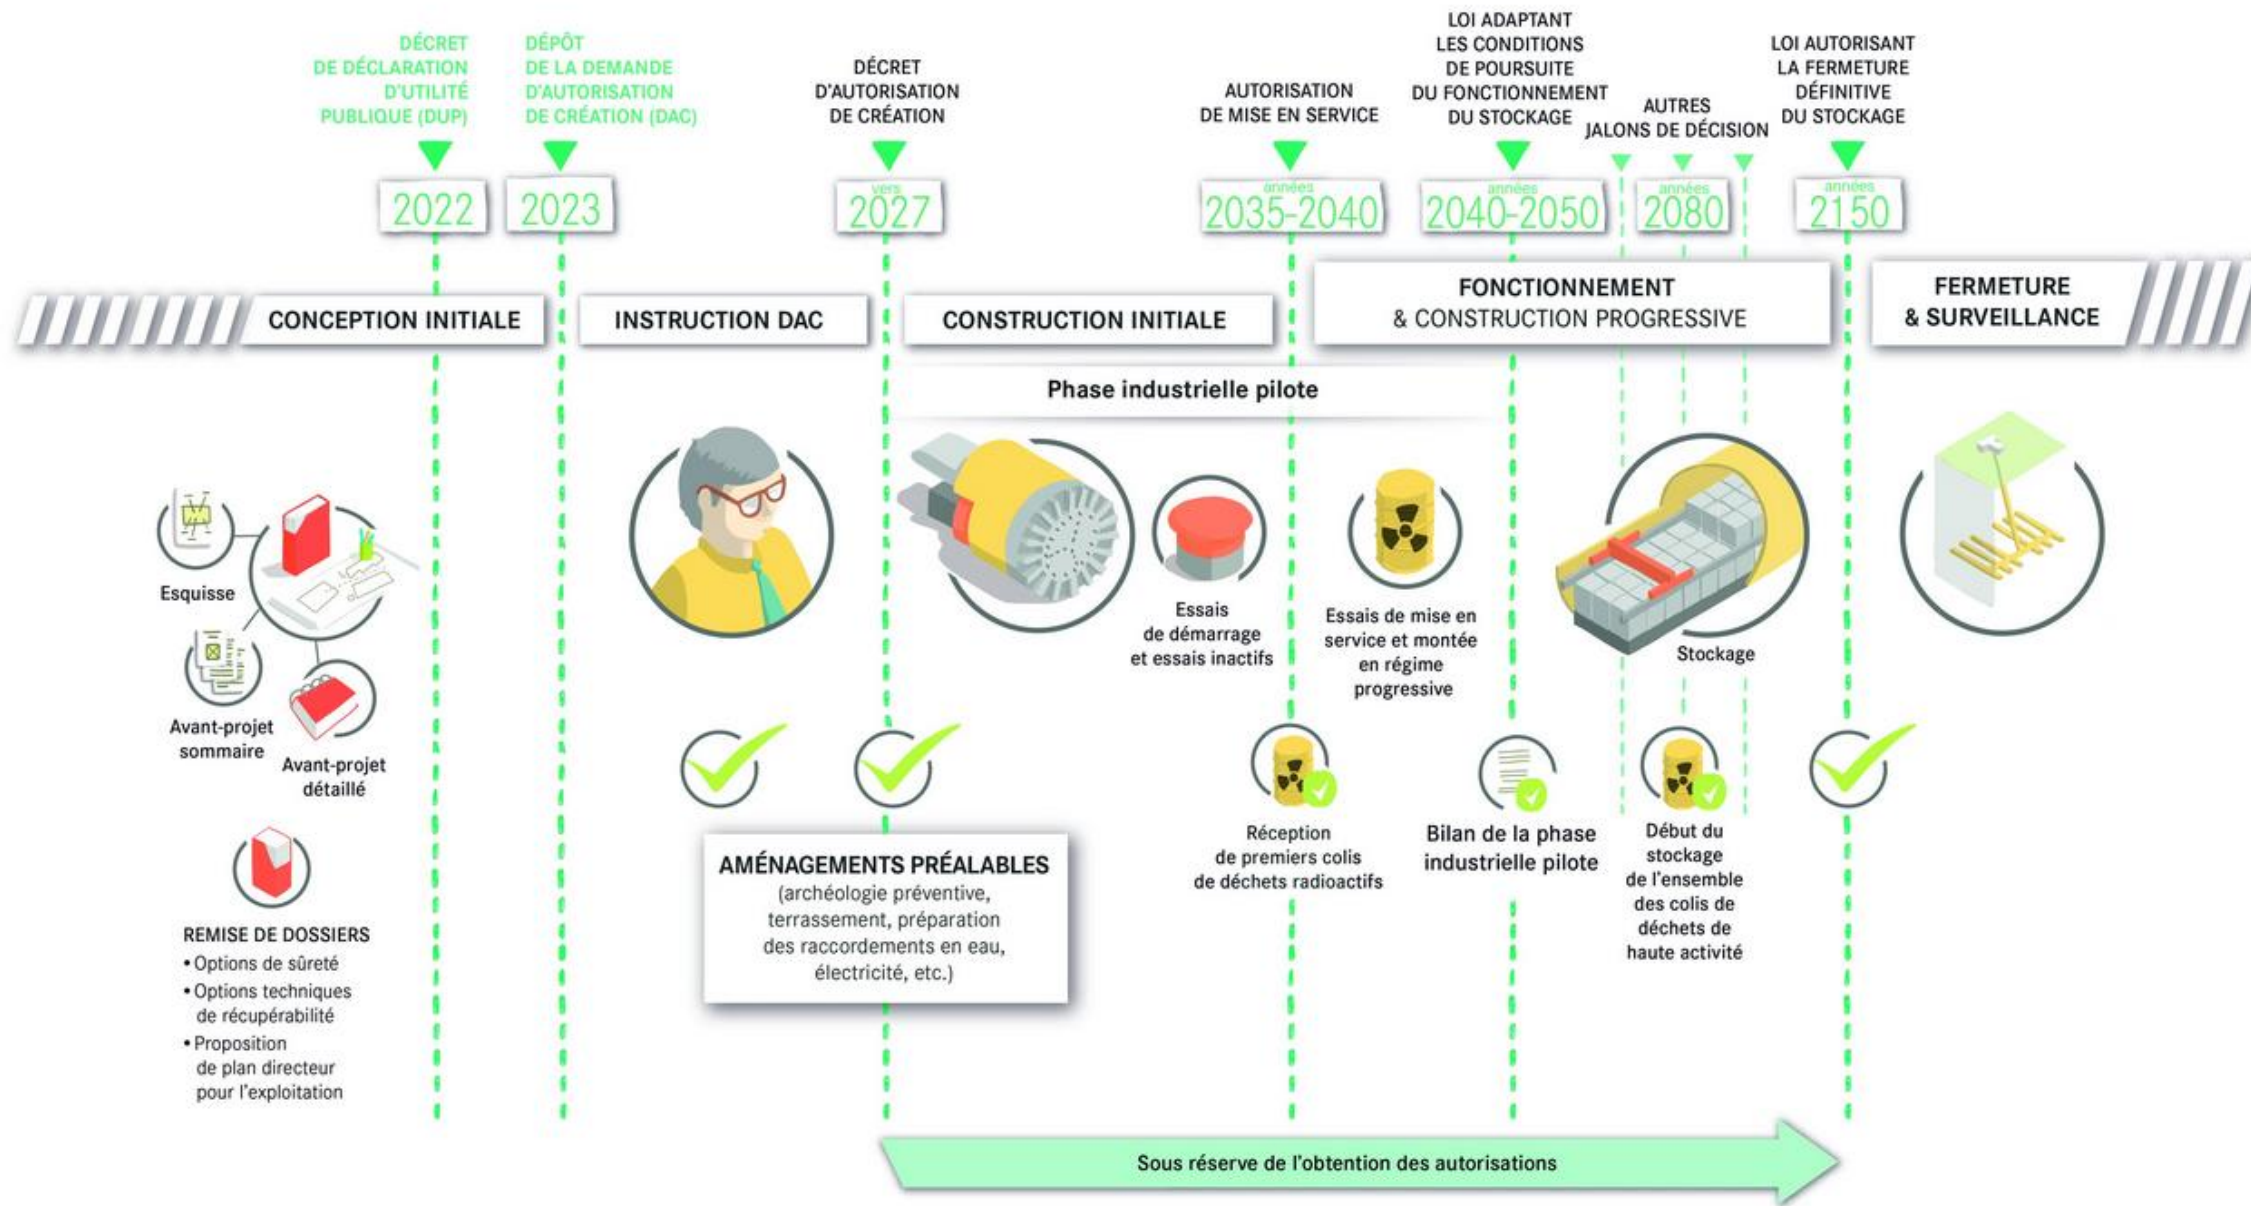 DÉCRET
DE DÉCLARATION
D'UTILITÉ
PUBLIQUE (DUP)
DÉPÔT
DE LA DEMANDE
D'AUTORISATION
DE CRÉATION (DAC)
DÉCRET
D'AUTORISATION
DE CRÉATION
AUTORISATION
DE MISE EN SERVICE
LOI ADAPTANT
LES CONDITIONS
DE POURSUITE
DU FONCTIONNEMENT
DU STOCKAGE
AUTRES
JALONS DE DÉCISION
LOI AUTORISANT
LA FERMETURE
DÉFINITIVE
DU STOCKAGE
2022
2023
vers
2027
années
2035-2040
années
2040-2050
années
2080
années
2150
CONCEPTION INITIALE
INSTRUCTION DAC
CONSTRUCTION INITIALE
FONCTIONNEMENT
& CONSTRUCTION PROGRESSIVE
FERMETURE
& SURVEILLANCE
Phase industrielle pilote
Esquisse
Avant-projet
sommaire
Avant-projet
détaillé
Essais
de démarrage
et essais inactifs
Essais de mise en
service et montée
en régime
progressive
Stockage
REMISE DE DOSSIERS
• Options de sûreté
• Options techniques
de récupérabilité
• Proposition
de plan directeur
pour l'exploitation
AMÉNAGEMENTS PRÉALABLES
(archéologie préventive,
terrassement, préparation
des raccordements en eau,
électricité, etc.)
Réception
de premiers colis
de déchets radioactifs
Bilan de la phase
industrielle pilote
Début du
stockage
de l'ensemble
des colis de
déchets de
haute activité
Sous réserve de l'obtention des autorisations